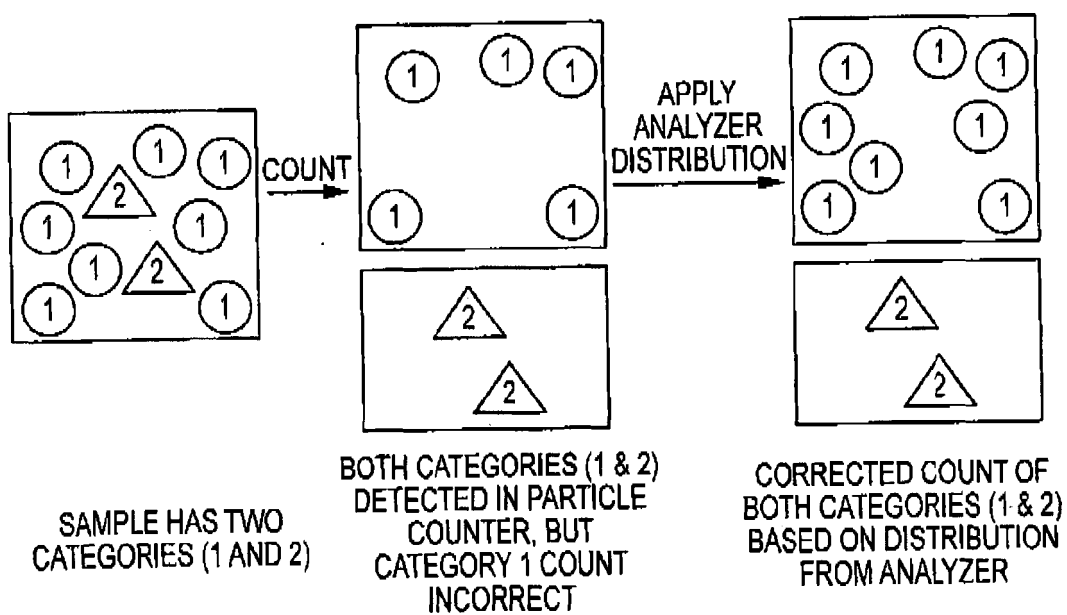 1
1
1
2
1
1
1
2
1
1
COUNT
1
1
1
1
1
2
2
APPLY
ANALYZER
DISTRIBUTION
1
1
1
1
1
1
1
1
2
2
SAMPLE HAS TWO
CATEGORIES (1 AND 2)
BOTH CATEGORIES (1 & 2)
DETECTED IN PARTICLE
COUNTER, BUT
CATEGORY 1 COUNT
INCORRECT
CORRECTED COUNT OF
BOTH CATEGORIES (1 & 2)
BASED ON DISTRIBUTION
FROM ANALYZER